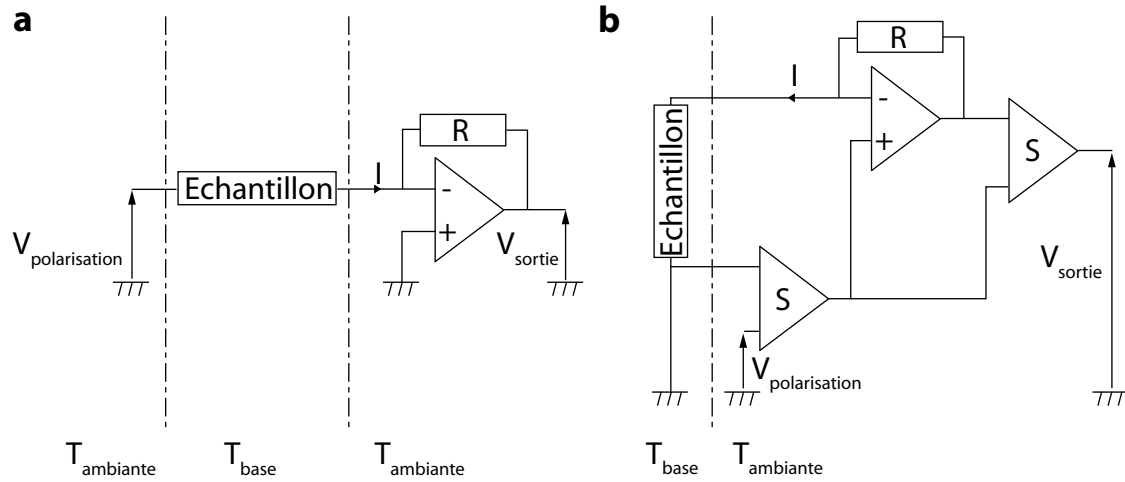 a
V polarisation
Echantillon
I
R
-
+
V sortie
T ambiante
T base
T ambiante
b
Echantillon
I
R
-
+
S
S
V polarisation
V sortie
T base
T ambiante